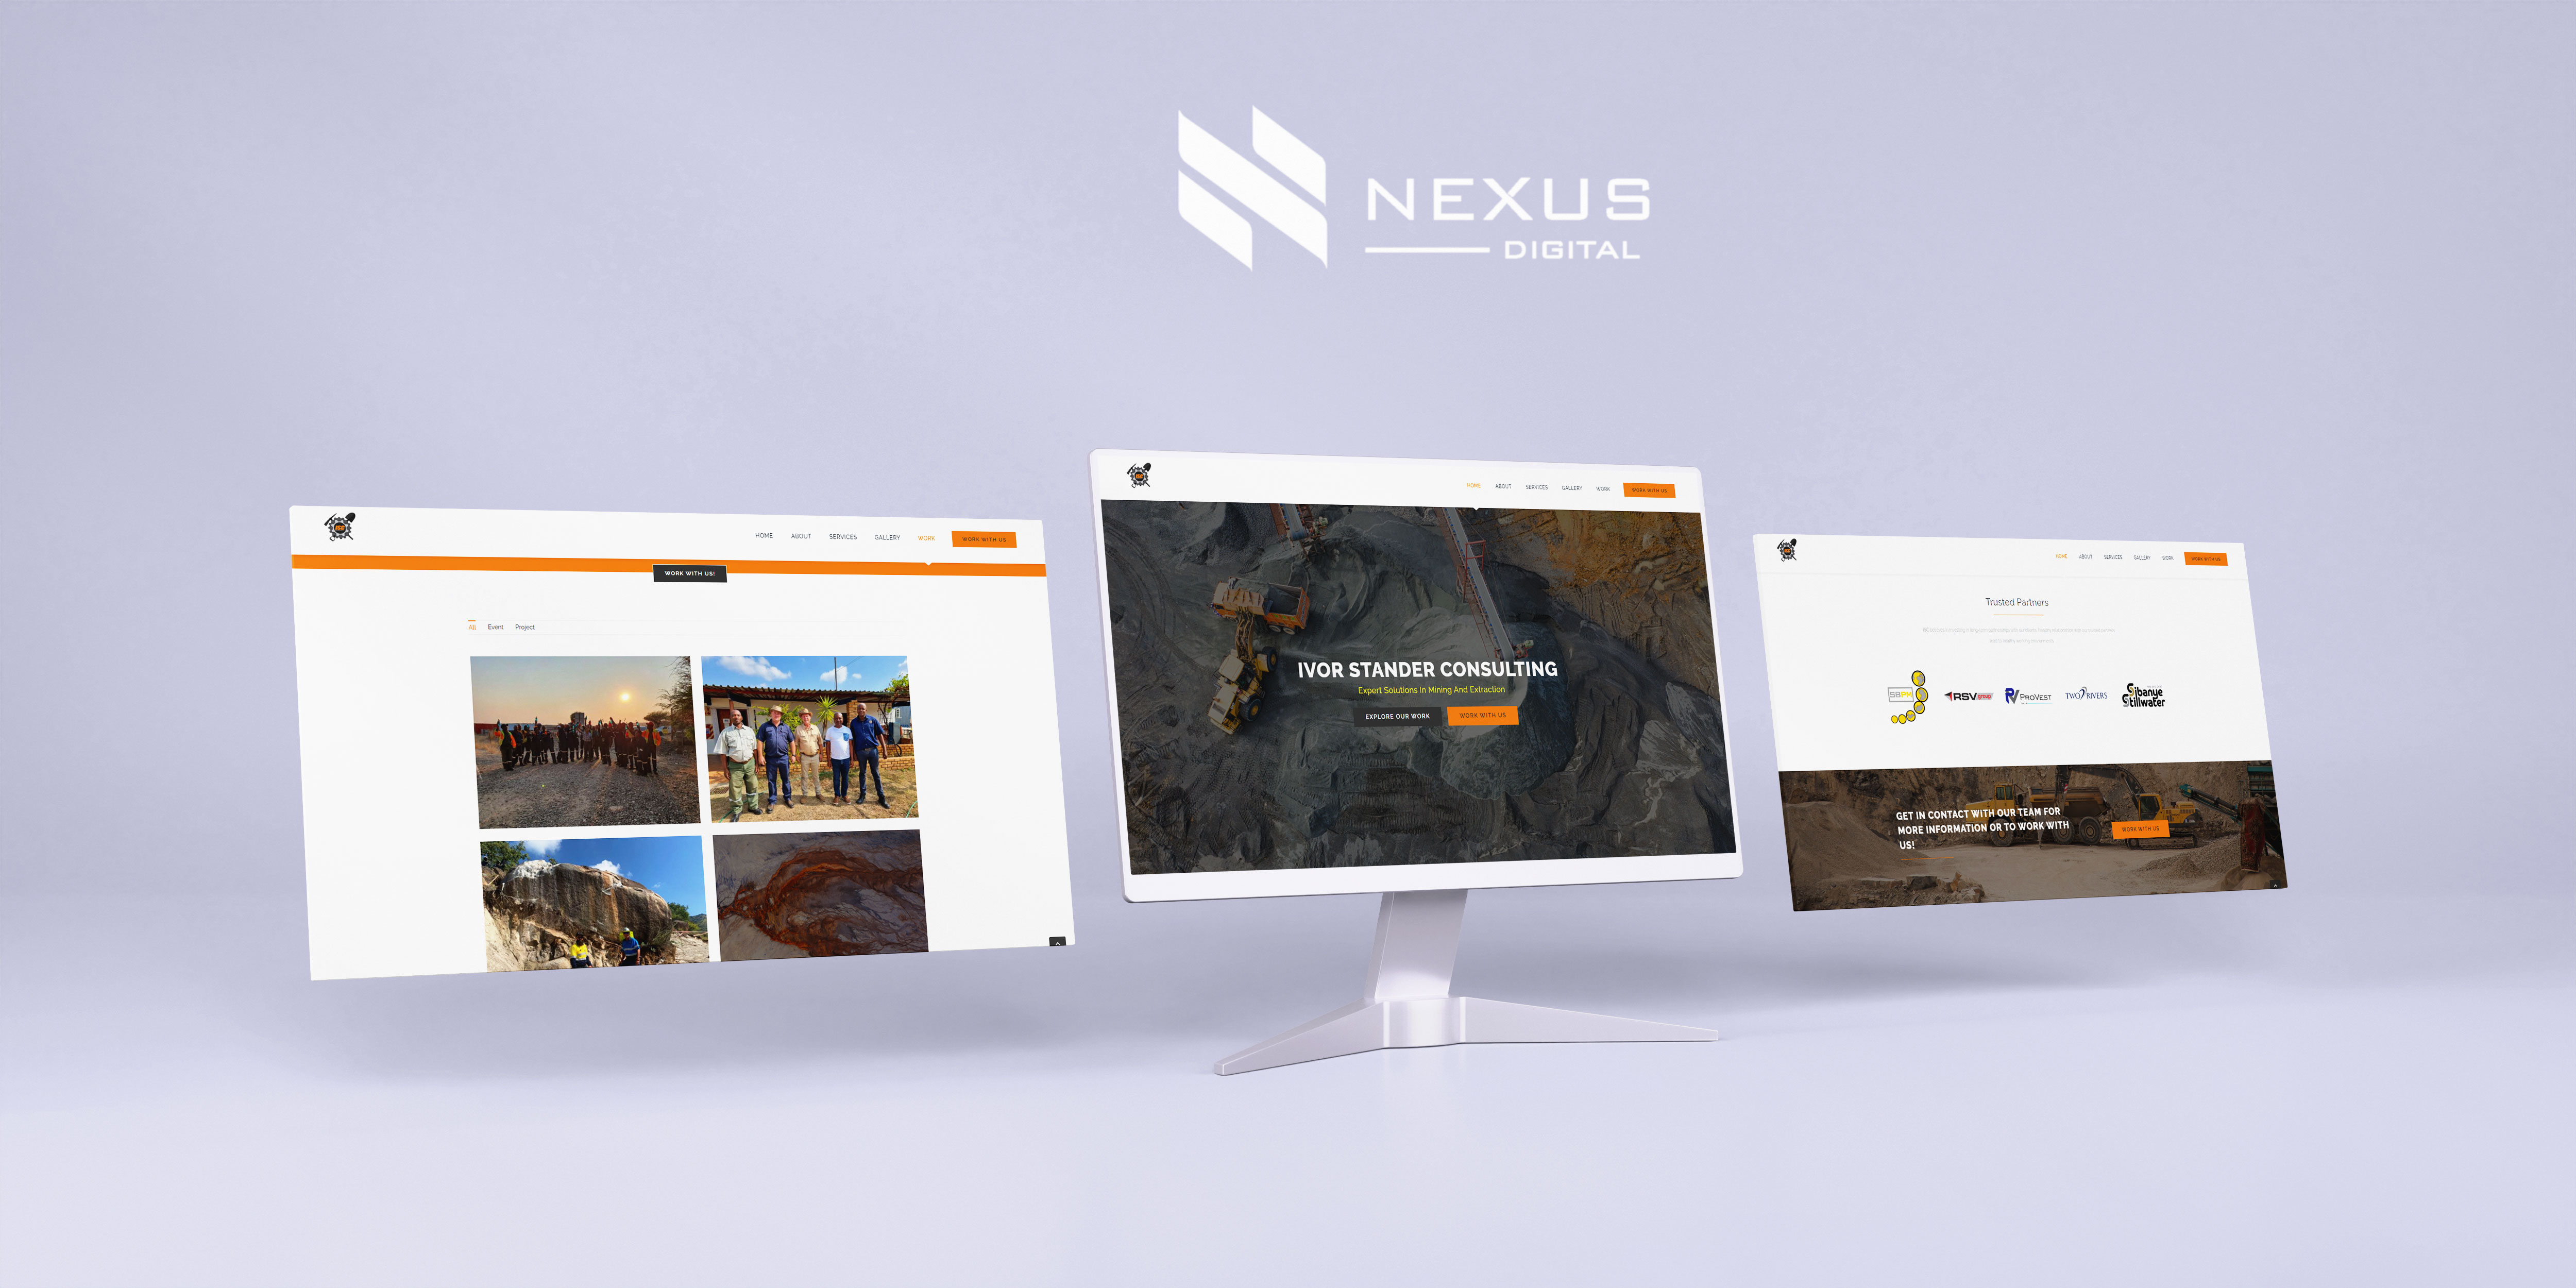 NEXUS
DIGITAL
ISC
HOME ABOUT SERVICES GALLERY WORK WORK WITH US
WORK WITH US!
All Event Project
HOME ABOUT SERVICES GALLERY WORK WORK WITH US
IVOR STANDER CONSULTING
Expert Solutions In Mining And Extraction
EXPLORE OUR WORK WORK WITH US
HOME ABOUT SERVICES GALLERY WORK WORK WITH US
Trusted Partners
SBPM RSV group RV PROVEST TWO RIVERS Sibanye Stillwater
GET IN CONTACT WITH OUR TEAM FOR
MORE INFORMATION OR TO WORK WITH
US!
WORK WITH US